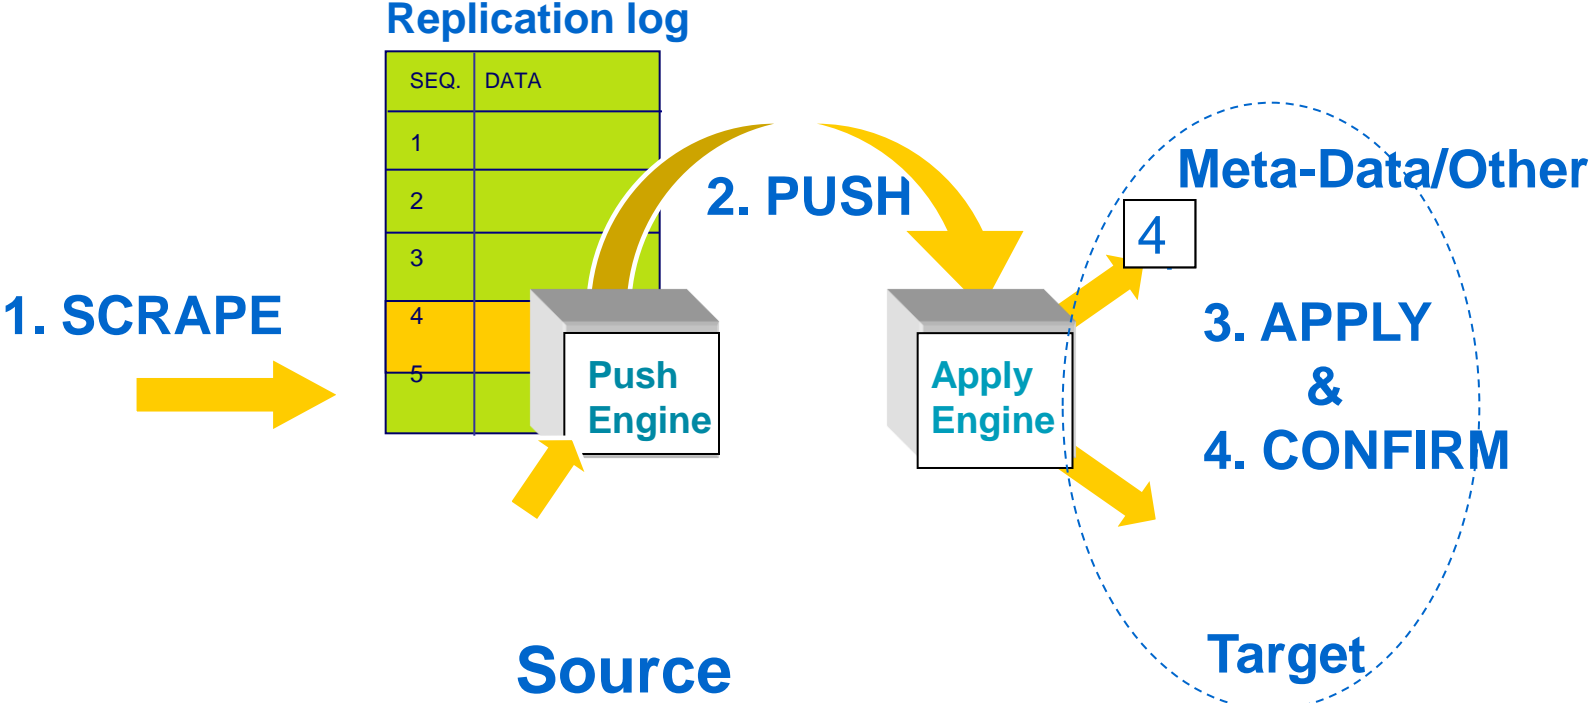 Replication log
SEQ. DATA
1
2
3
4
5
1. SCRAPE
2. PUSH
Push
Engine
Apply
Engine
Meta-Data/Other
4
3. APPLY
&
4. CONFIRM
Source
Target